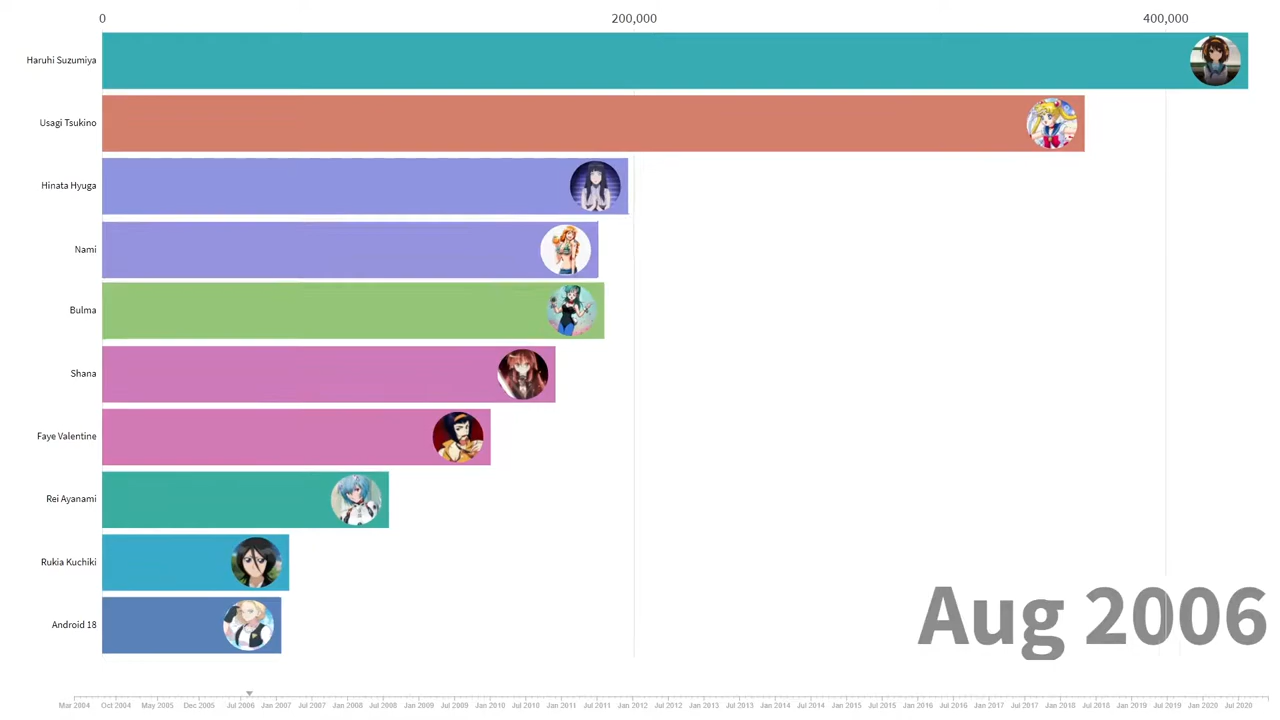 0 200,000 400,000
Haruhi Suzumiya
Usagi Tsukino
Hinata Hyuga
Nami
Bulma
Shana
Faye Valentine
Rei Ayanami
Rukia Kuchiki
Android 18
Aug 2006
Mar 2004 Oct 2004 May 2005 Dec 2005 Jul 2006 Jan 2007 Jul 2007 Jan 2008 Jul 2008 Jan 2009 Jul 2009 Jan 2010 Jul 2010 Jan 2011 Jul 2011 Jan 2012 Jul 2012 Jan 2013 Jul 2013 Jan 2014 Jul 2014 Jan 2015 Jul 2015 Jan 2016 Jul 2016 Jan 2017 Jul 2017 Jan 2018 Jul 2018 Jan 2019 Jul 2019 Jan 2020 Jul 2020